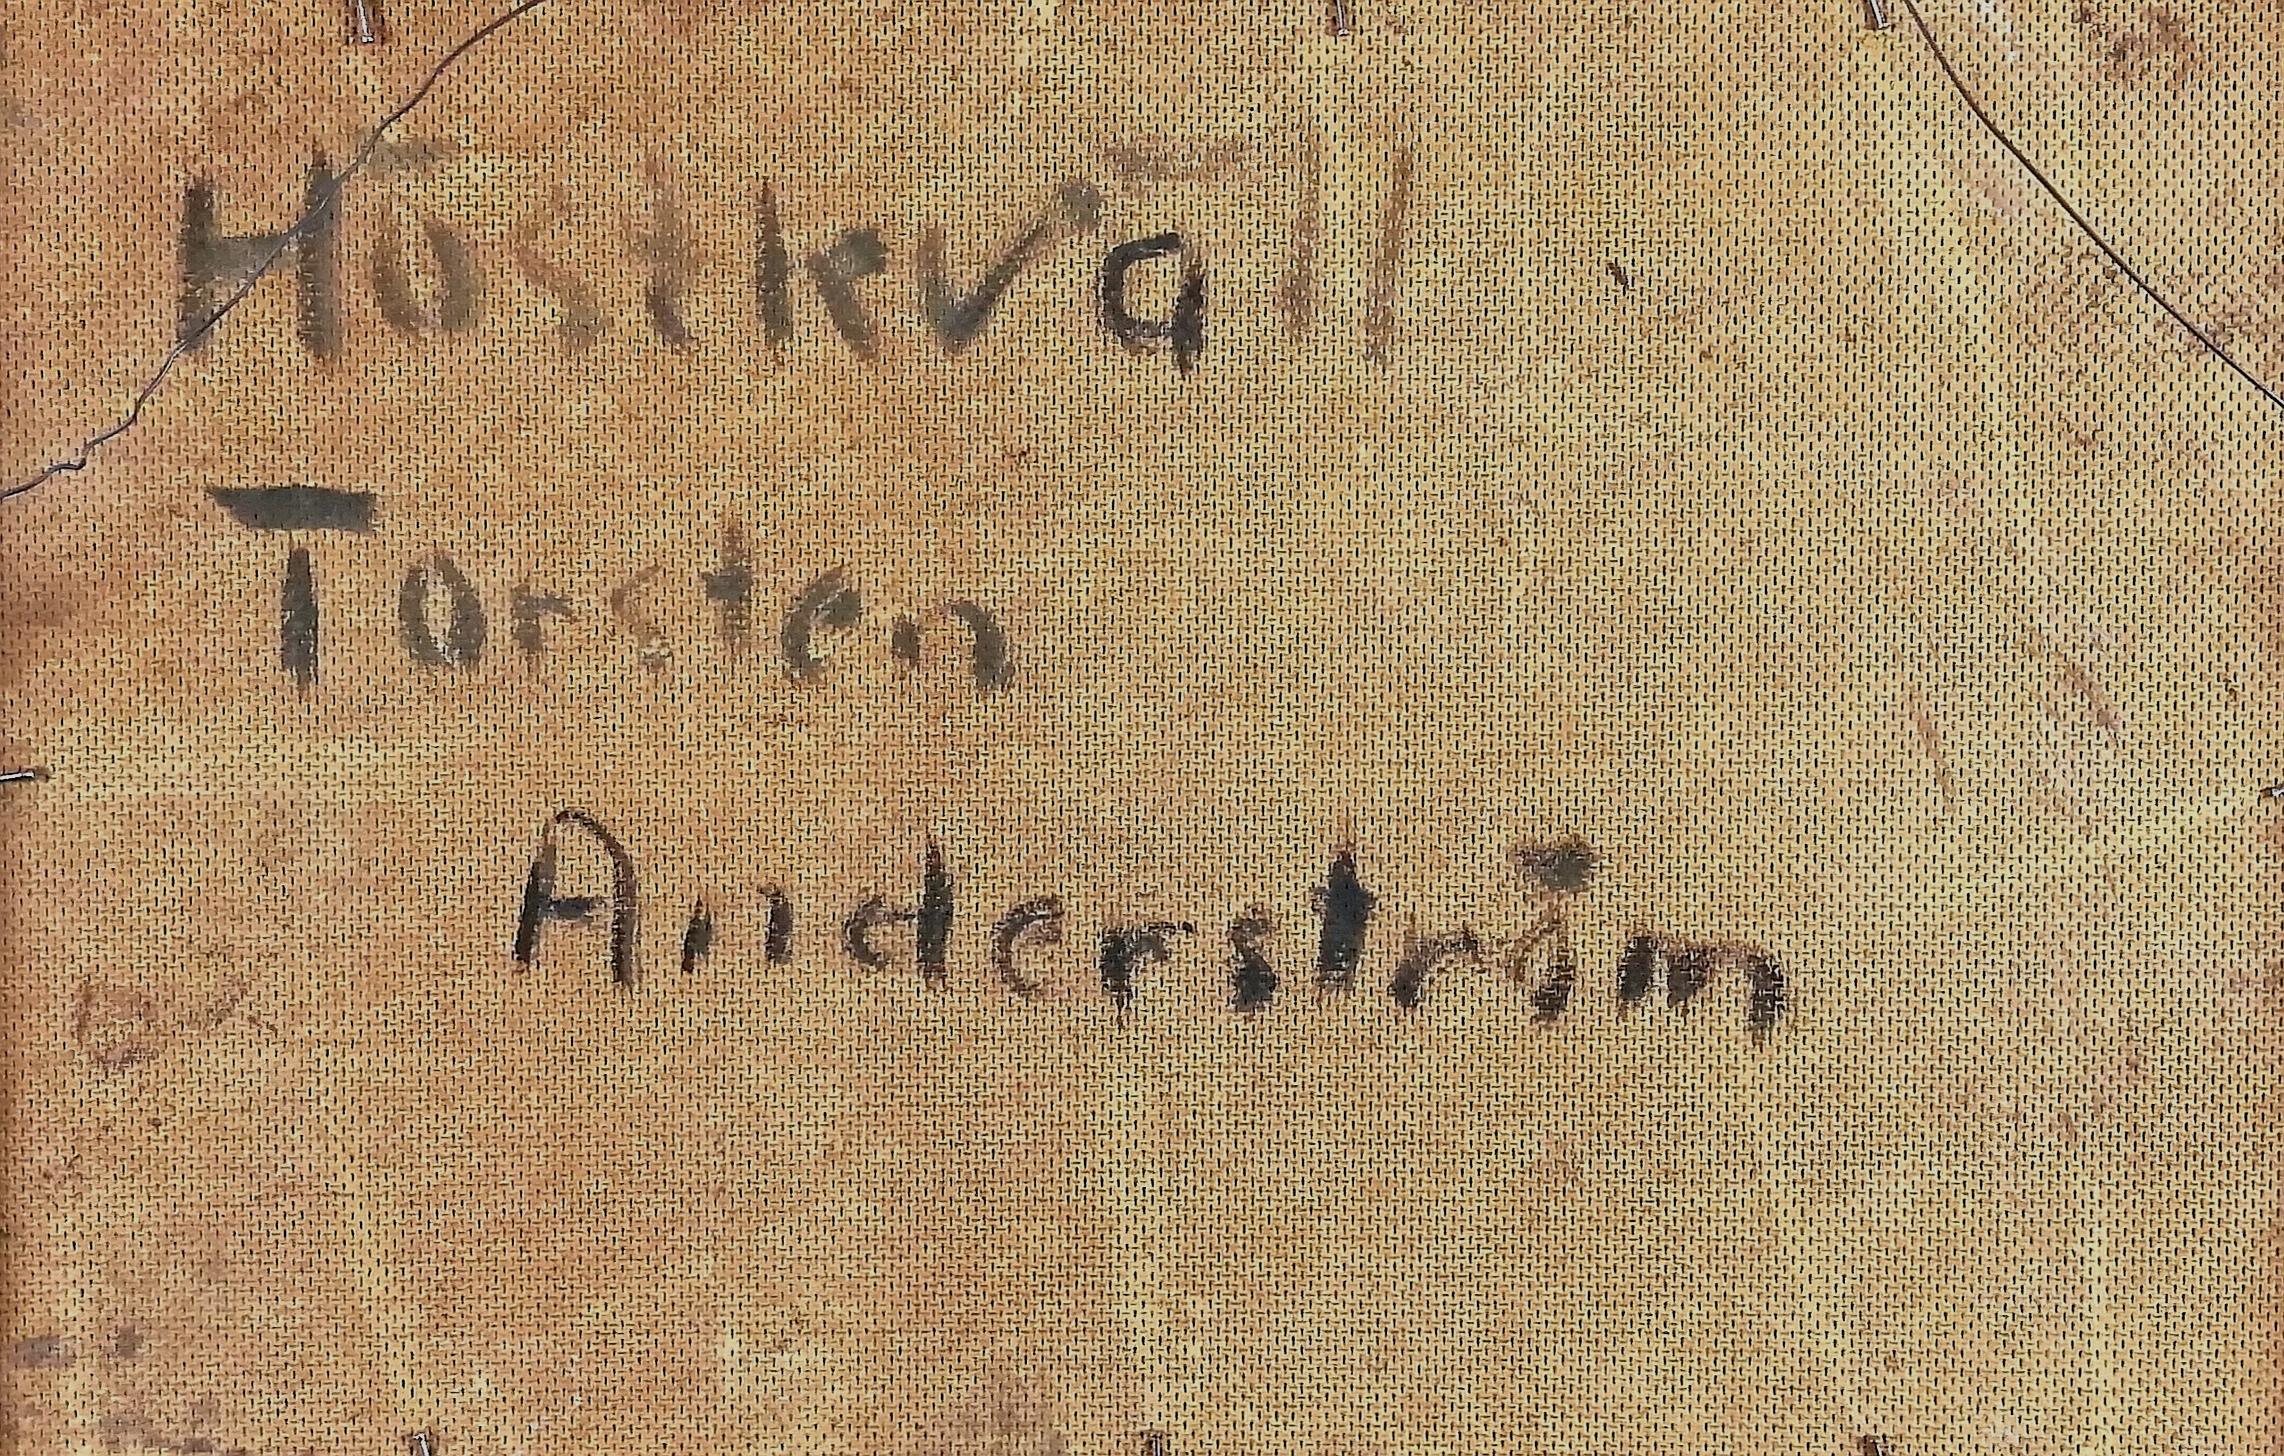 Höstkväll
Torsten
Anderström